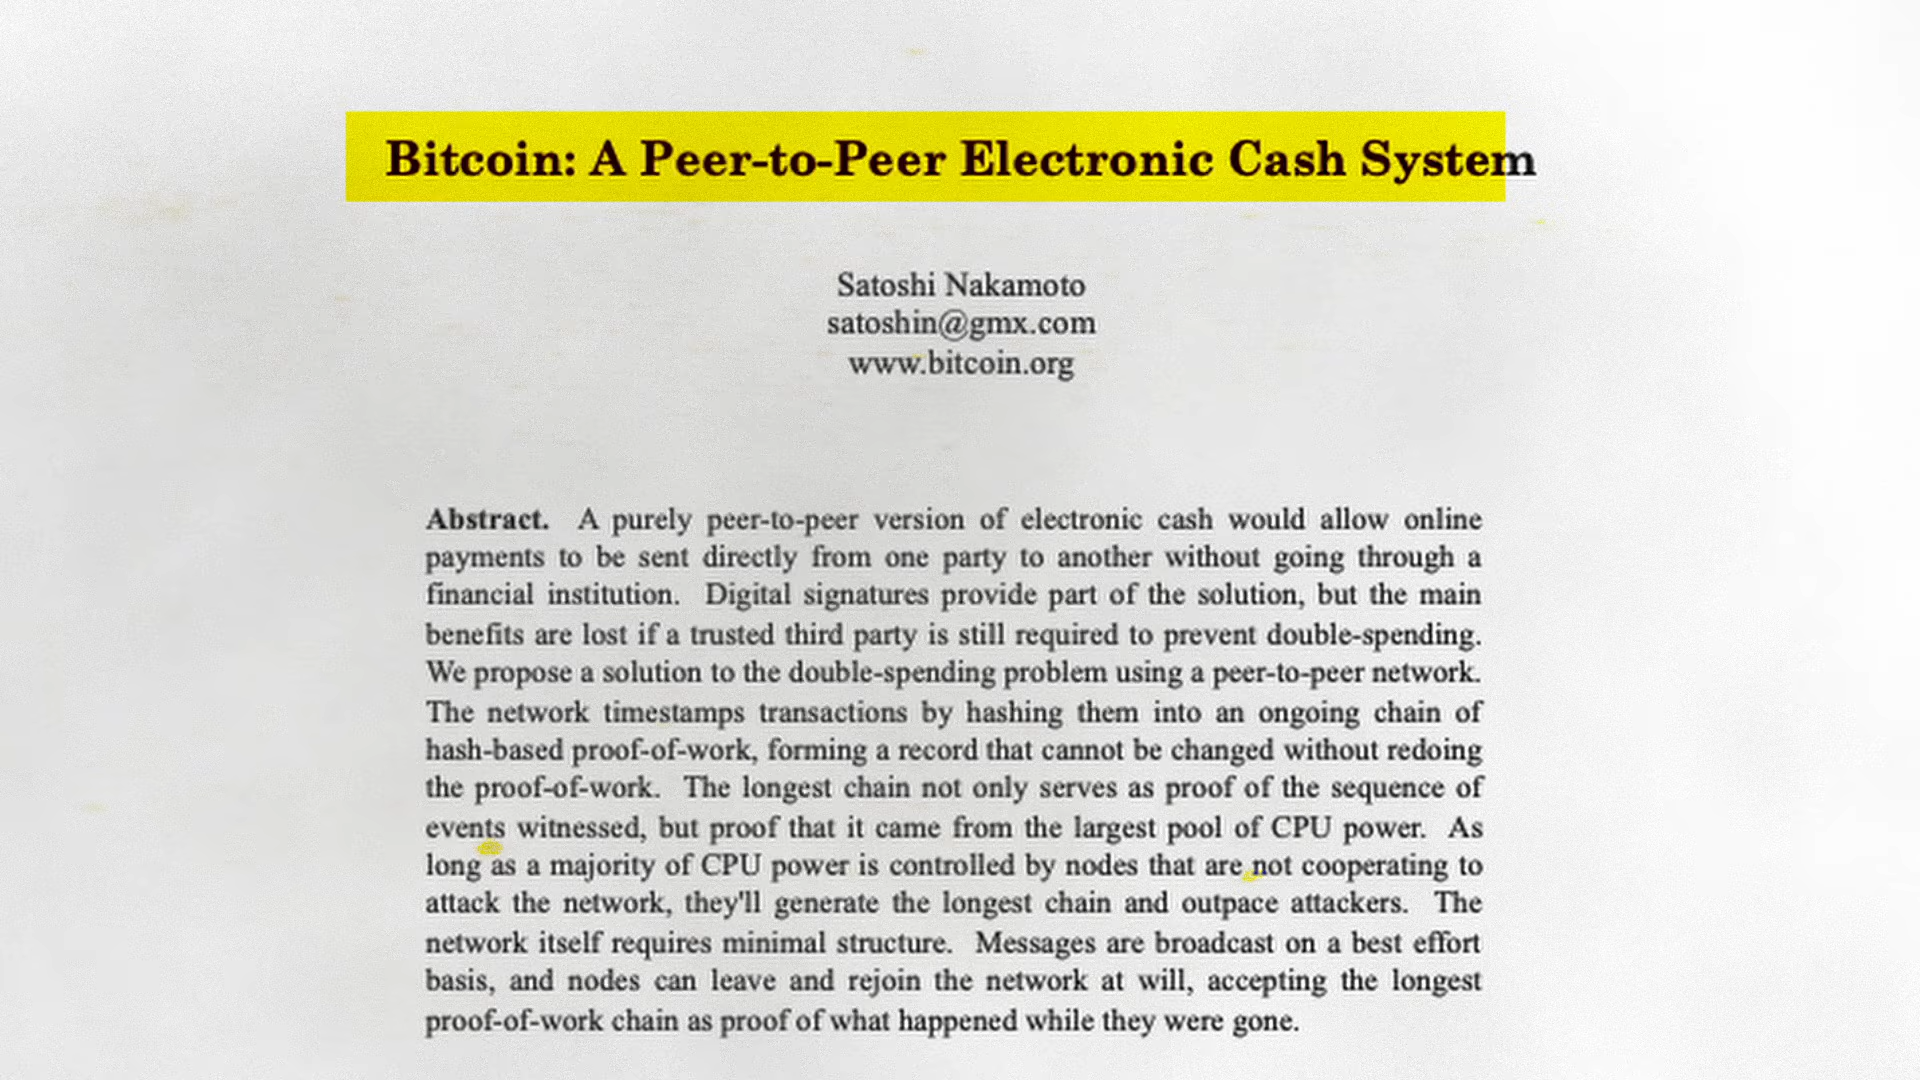 Bitcoin: A Peer-to-Peer Electronic Cash System
Satoshi Nakamoto
satoshin@gmx.com
www.bitcoin.org
Abstract. A purely peer-to-peer version of electronic cash would allow online
payments to be sent directly from one party to another without going through a
financial institution. Digital signatures provide part of the solution, but the main
benefits are lost if a trusted third party is still required to prevent double-spending.
We propose a solution to the double-spending problem using a peer-to-peer network.
The network timestamps transactions by hashing them into an ongoing chain of
hash-based proof-of-work, forming a record that cannot be changed without redoing
the proof-of-work. The longest chain not only serves as proof of the sequence of
events witnessed, but proof that it came from the largest pool of CPU power. As
long as a majority of CPU power is controlled by nodes that are not cooperating to
attack the network, they'll generate the longest chain and outpace attackers. The
network itself requires minimal structure. Messages are broadcast on a best effort
basis, and nodes can leave and rejoin the network at will, accepting the longest
proof-of-work chain as proof of what happened while they were gone.